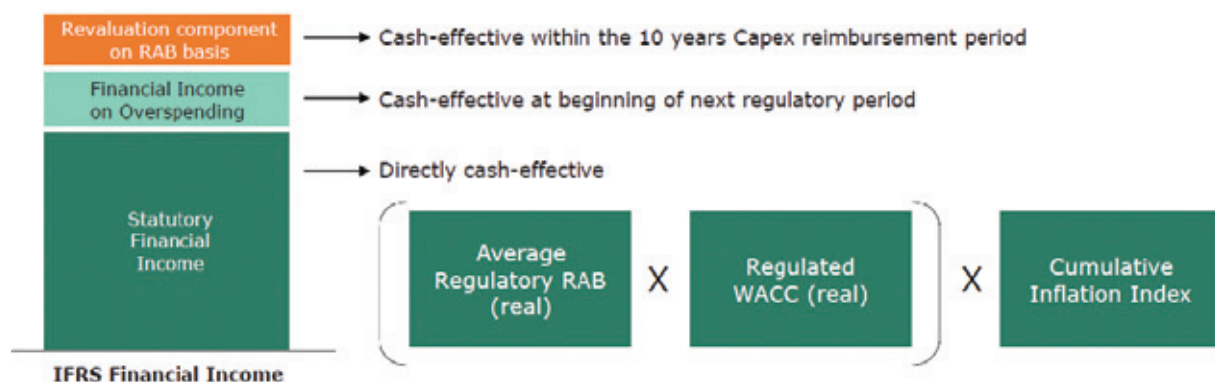 Revaluation component
on RAB basis
Cash-effective within the 10 years Capex reimbursement period
Financial Income
on Overspending
Cash-effective at beginning of next regulatory period
Directly cash-effective
Statutory
Financial
Income
Average
Regulatory RAB
(real)
X
Regulated
WACC (real)
X
Cumulative
Inflation Index
IFRS Financial Income